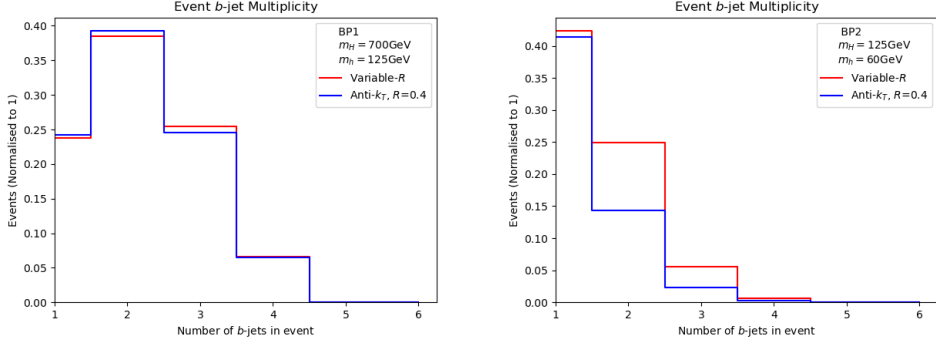 Event b-jet Multiplicity
BP1
m_H = 700GeV
m_h = 125GeV
Variable-R
Anti-k_T, R=0.4
Events (Normalised to 1)
0.40
0.35
0.30
0.25
0.20
0.15
0.10
0.05
0.00
1 2 3 4 5 6
Number of b-jets in event
Event b-jet Multiplicity
BP2
m_H = 125GeV
m_h = 60GeV
Variable-R
Anti-k_T, R=0.4
Events (Normalised to 1)
0.40
0.35
0.30
0.25
0.20
0.15
0.10
0.05
0.00
1 2 3 4 5 6
Number of b-jets in event